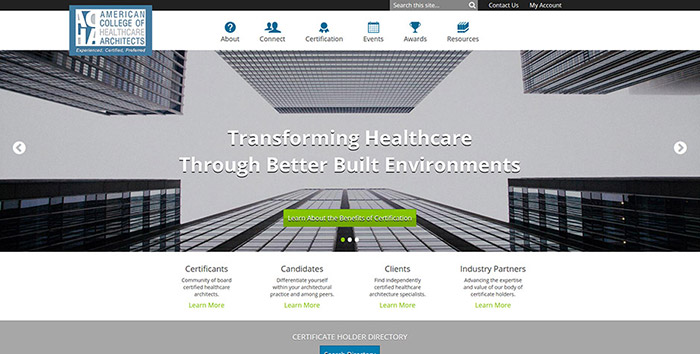 Search this site...
Contact Us
My Account
ACHA
AMERICAN
COLLEGE OF
HEALTHCARE
ARCHITECTS
Experienced, Certified, Preferred
About
Connect
Certification
Events
Awards
Resources
Transforming Healthcare
Through Better Built Environments
Learn About the Benefits of Certification
Certificants
Community of board
certified healthcare
architects.
Learn More
Candidates
Differentiate yourself
within your architectural
practice and among peers.
Learn More
Clients
Find independently
certified healthcare
architecture specialists.
Learn More
Industry Partners
Advancing the expertise
and value of our body of
certificate holders.
Learn More
CERTIFICATE HOLDER DIRECTORY
Search Directory